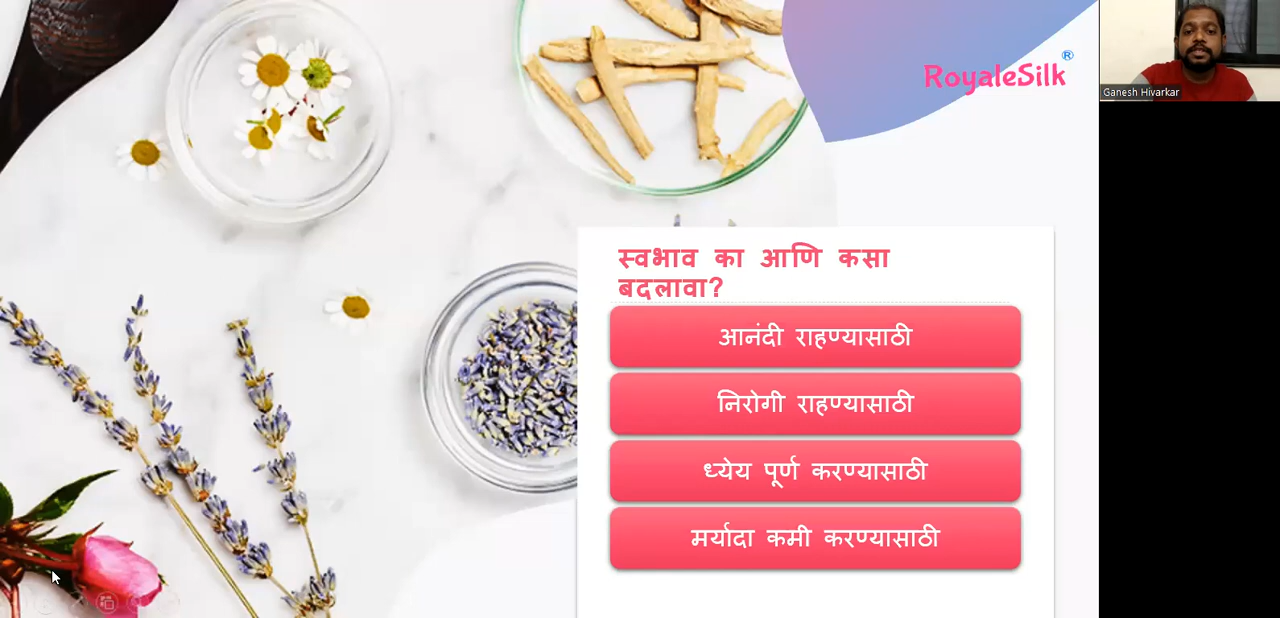 RoyaleSilk®
Ganesh Hivarkar
स्वभाव का आणि कसा
बदलावा?
आनंदी राहण्यासाठी
निरोगी राहण्यासाठी
ध्येय पूर्ण करण्यासाठी
मर्यादा कमी करण्यासाठी